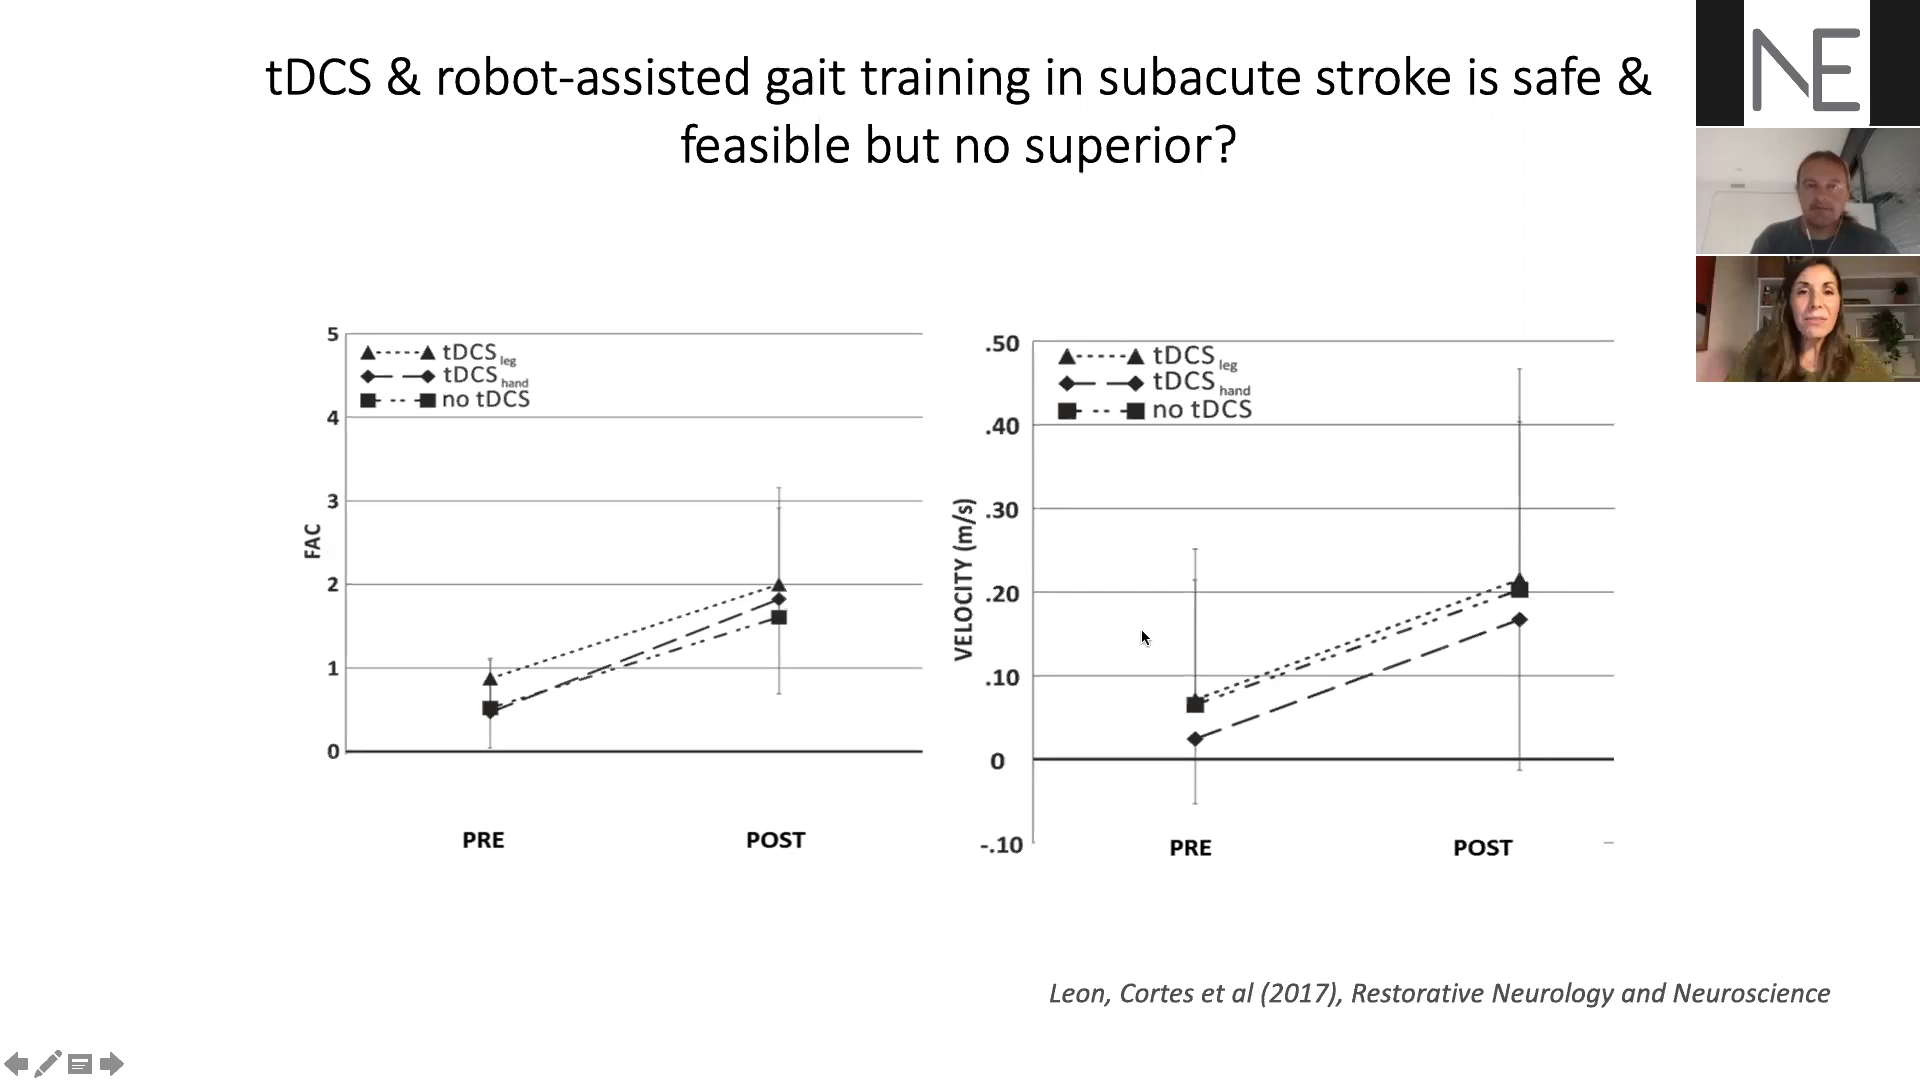 tDCS & robot-assisted gait training in subacute stroke is safe &
feasible but no superior?
NE
5
4
3
2
1
0
FAC
tDCS leg
tDCS hand
no tDCS
PRE
POST
.50
.40
.30
.20
.10
0
-.10
VELOCITY (m/s)
tDCS leg
tDCS hand
no tDCS
PRE
POST
Leon, Cortes et al (2017), Restorative Neurology and Neuroscience